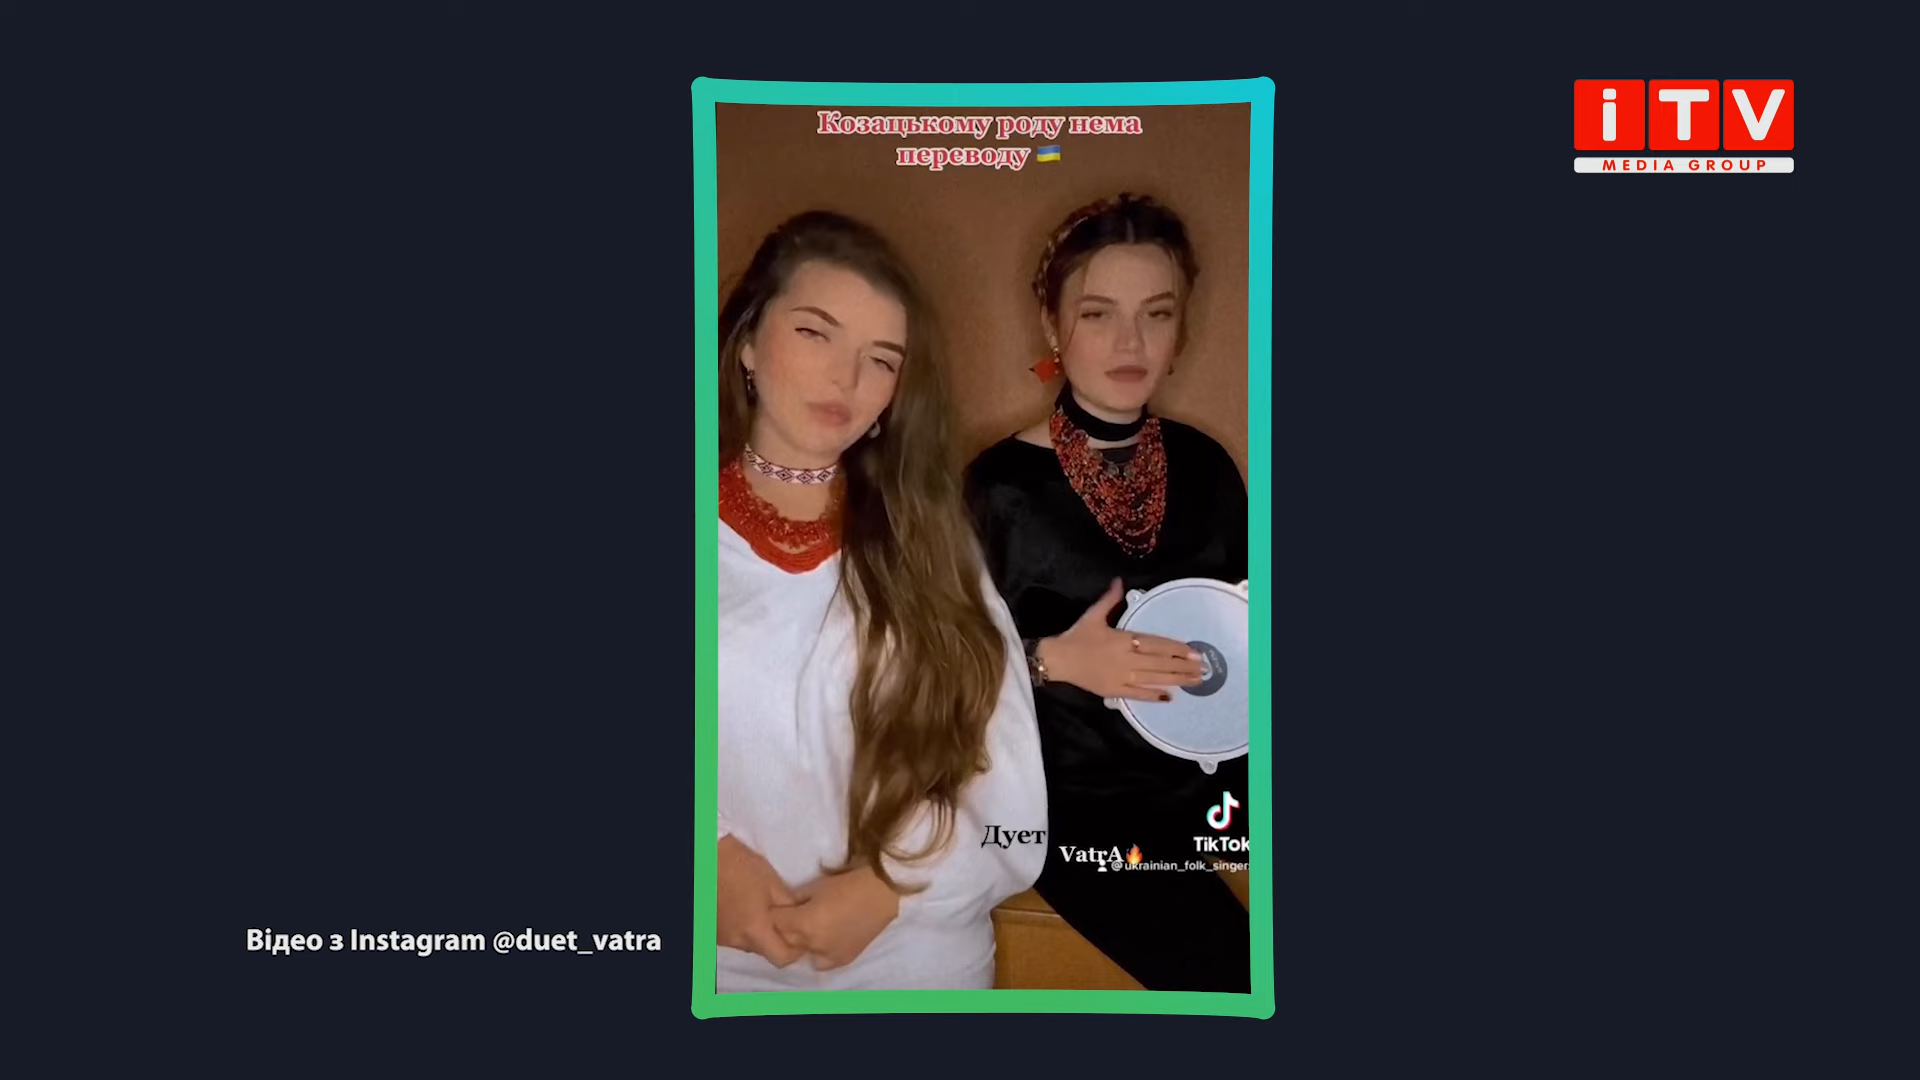 Козацькому роду нема
переводу
iTV
MEDIA GROUP
Дует
VatrA
TikTok
@ukrainian_folk_singer
Відео з Instagram @duet_vatra